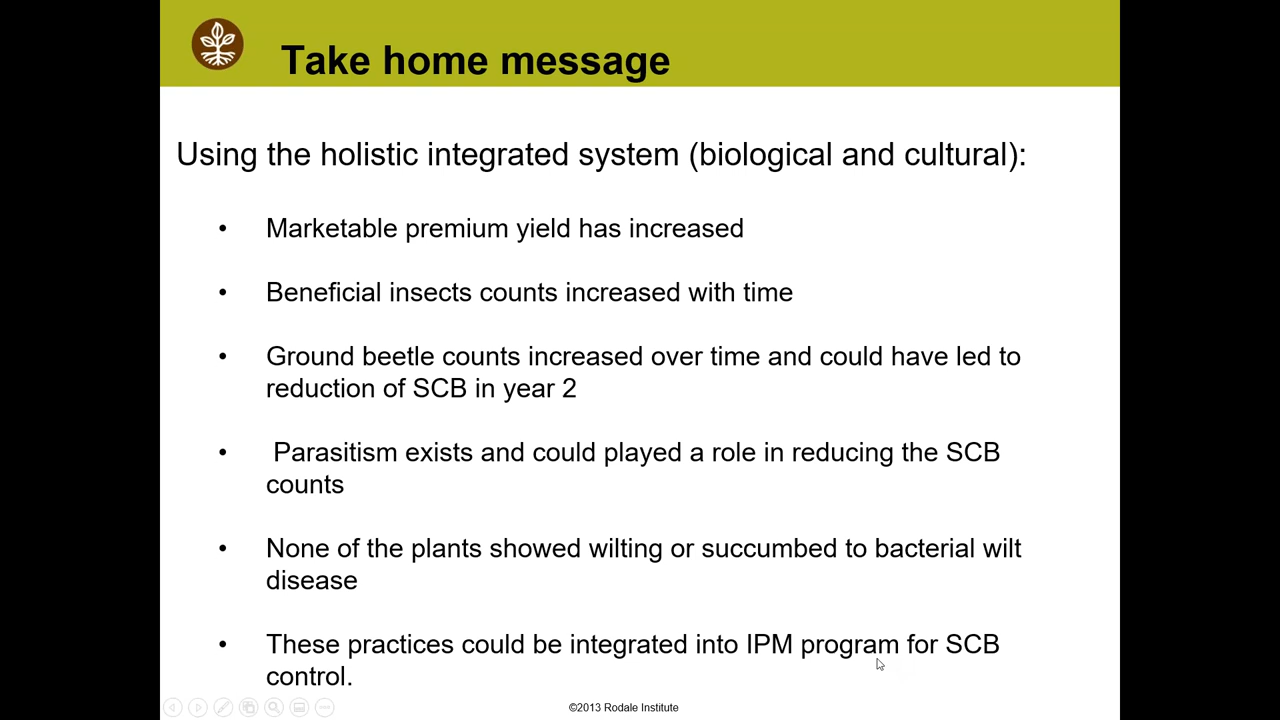 Take home message
Using the holistic integrated system (biological and cultural):
• Marketable premium yield has increased
• Beneficial insects counts increased with time
• Ground beetle counts increased over time and could have led to
reduction of SCB in year 2
• Parasitism exists and could played a role in reducing the SCB
counts
• None of the plants showed wilting or succumbed to bacterial wilt
disease
• These practices could be integrated into IPM program for SCB
control.
©2013 Rodale Institute